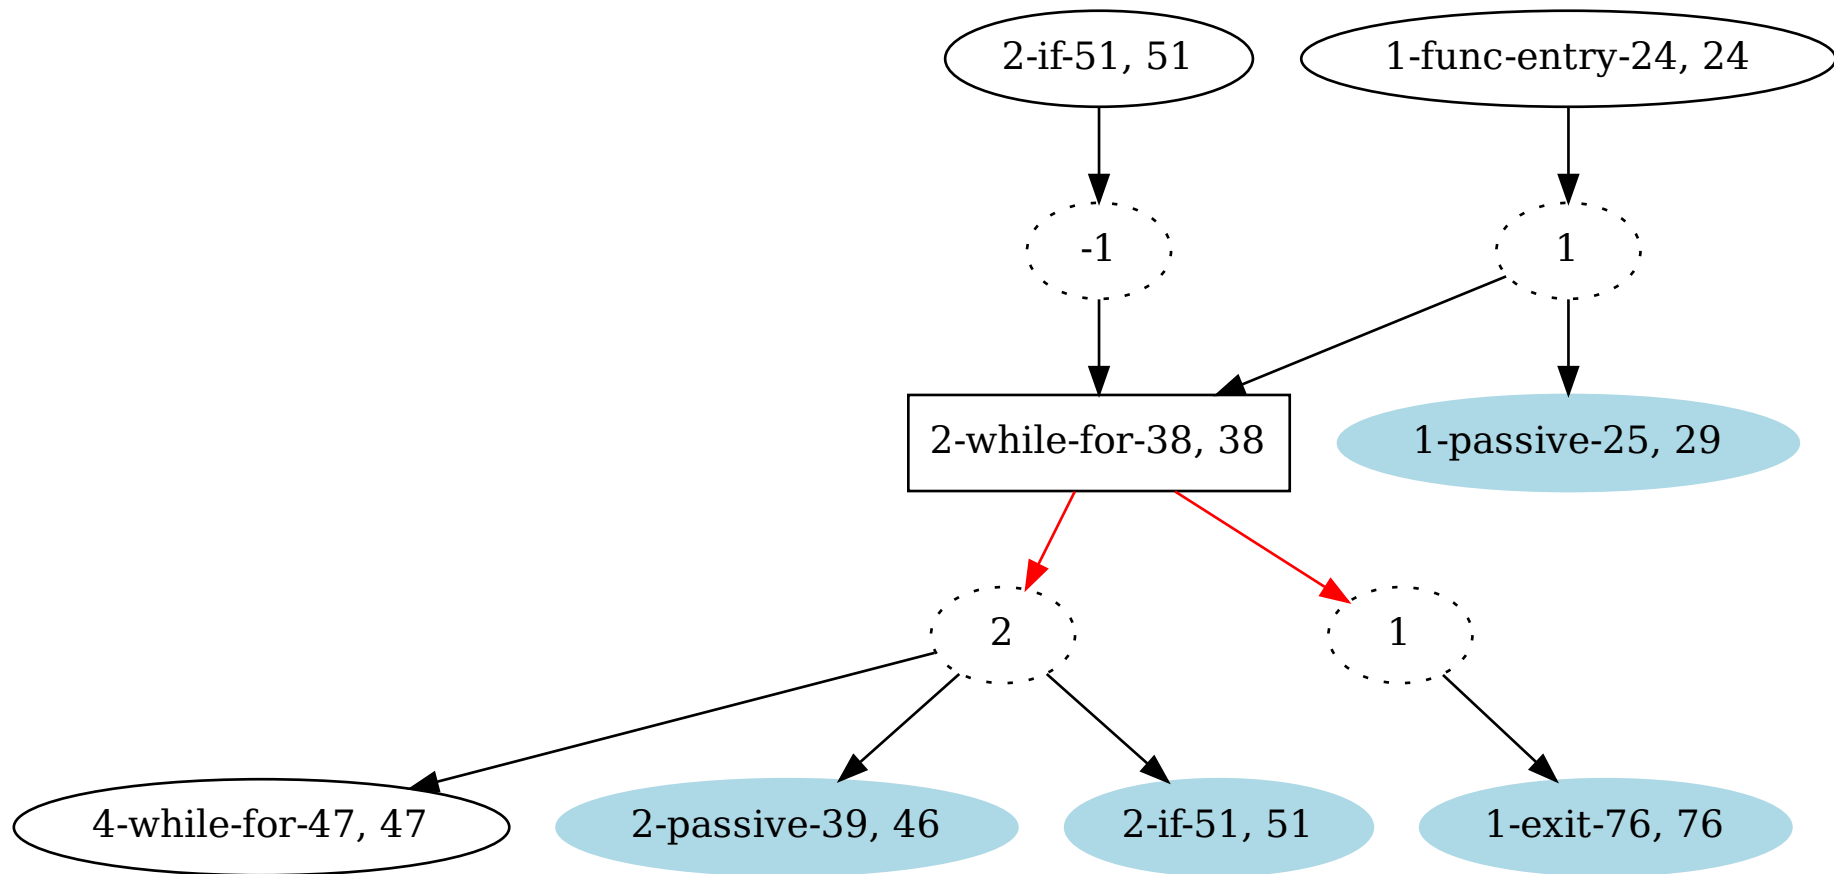 2-if-51, 51
1-func-entry-24, 24
-1
1
2-while-for-38, 38
1-passive-25, 29
2
1
4-while-for-47, 47
2-passive-39, 46
2-if-51, 51
1-exit-76, 76